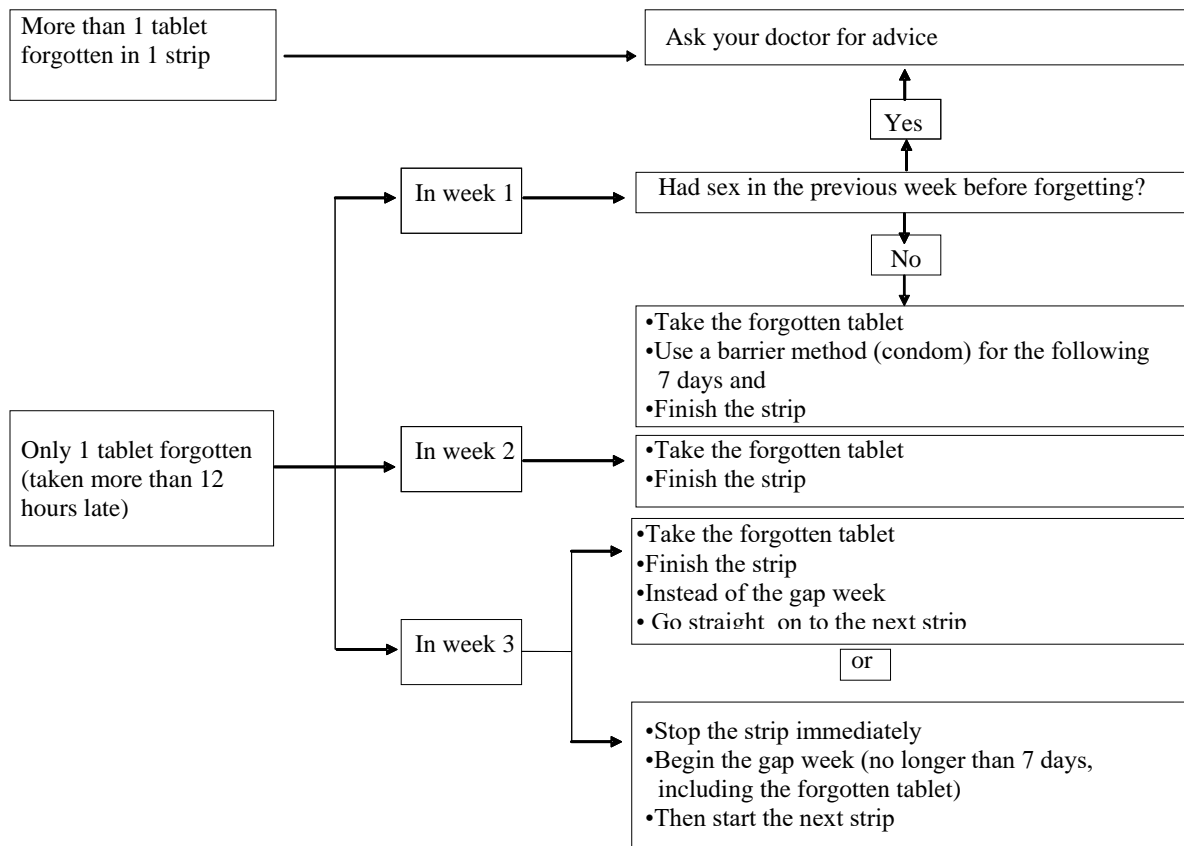 More than 1 tablet
forgotten in 1 strip
Ask your doctor for advice
Yes
In week 1
Had sex in the previous week before forgetting?
No
•Take the forgotten tablet
•Use a barrier method (condom) for the following
7 days and
•Finish the strip
Only 1 tablet forgotten
(taken more than 12
hours late)
In week 2
•Take the forgotten tablet
•Finish the strip
In week 3
•Take the forgotten tablet
•Finish the strip
•Instead of the gap week
• Go straight on to the next strip
or
•Stop the strip immediately
•Begin the gap week (no longer than 7 days,
including the forgotten tablet)
•Then start the next strip